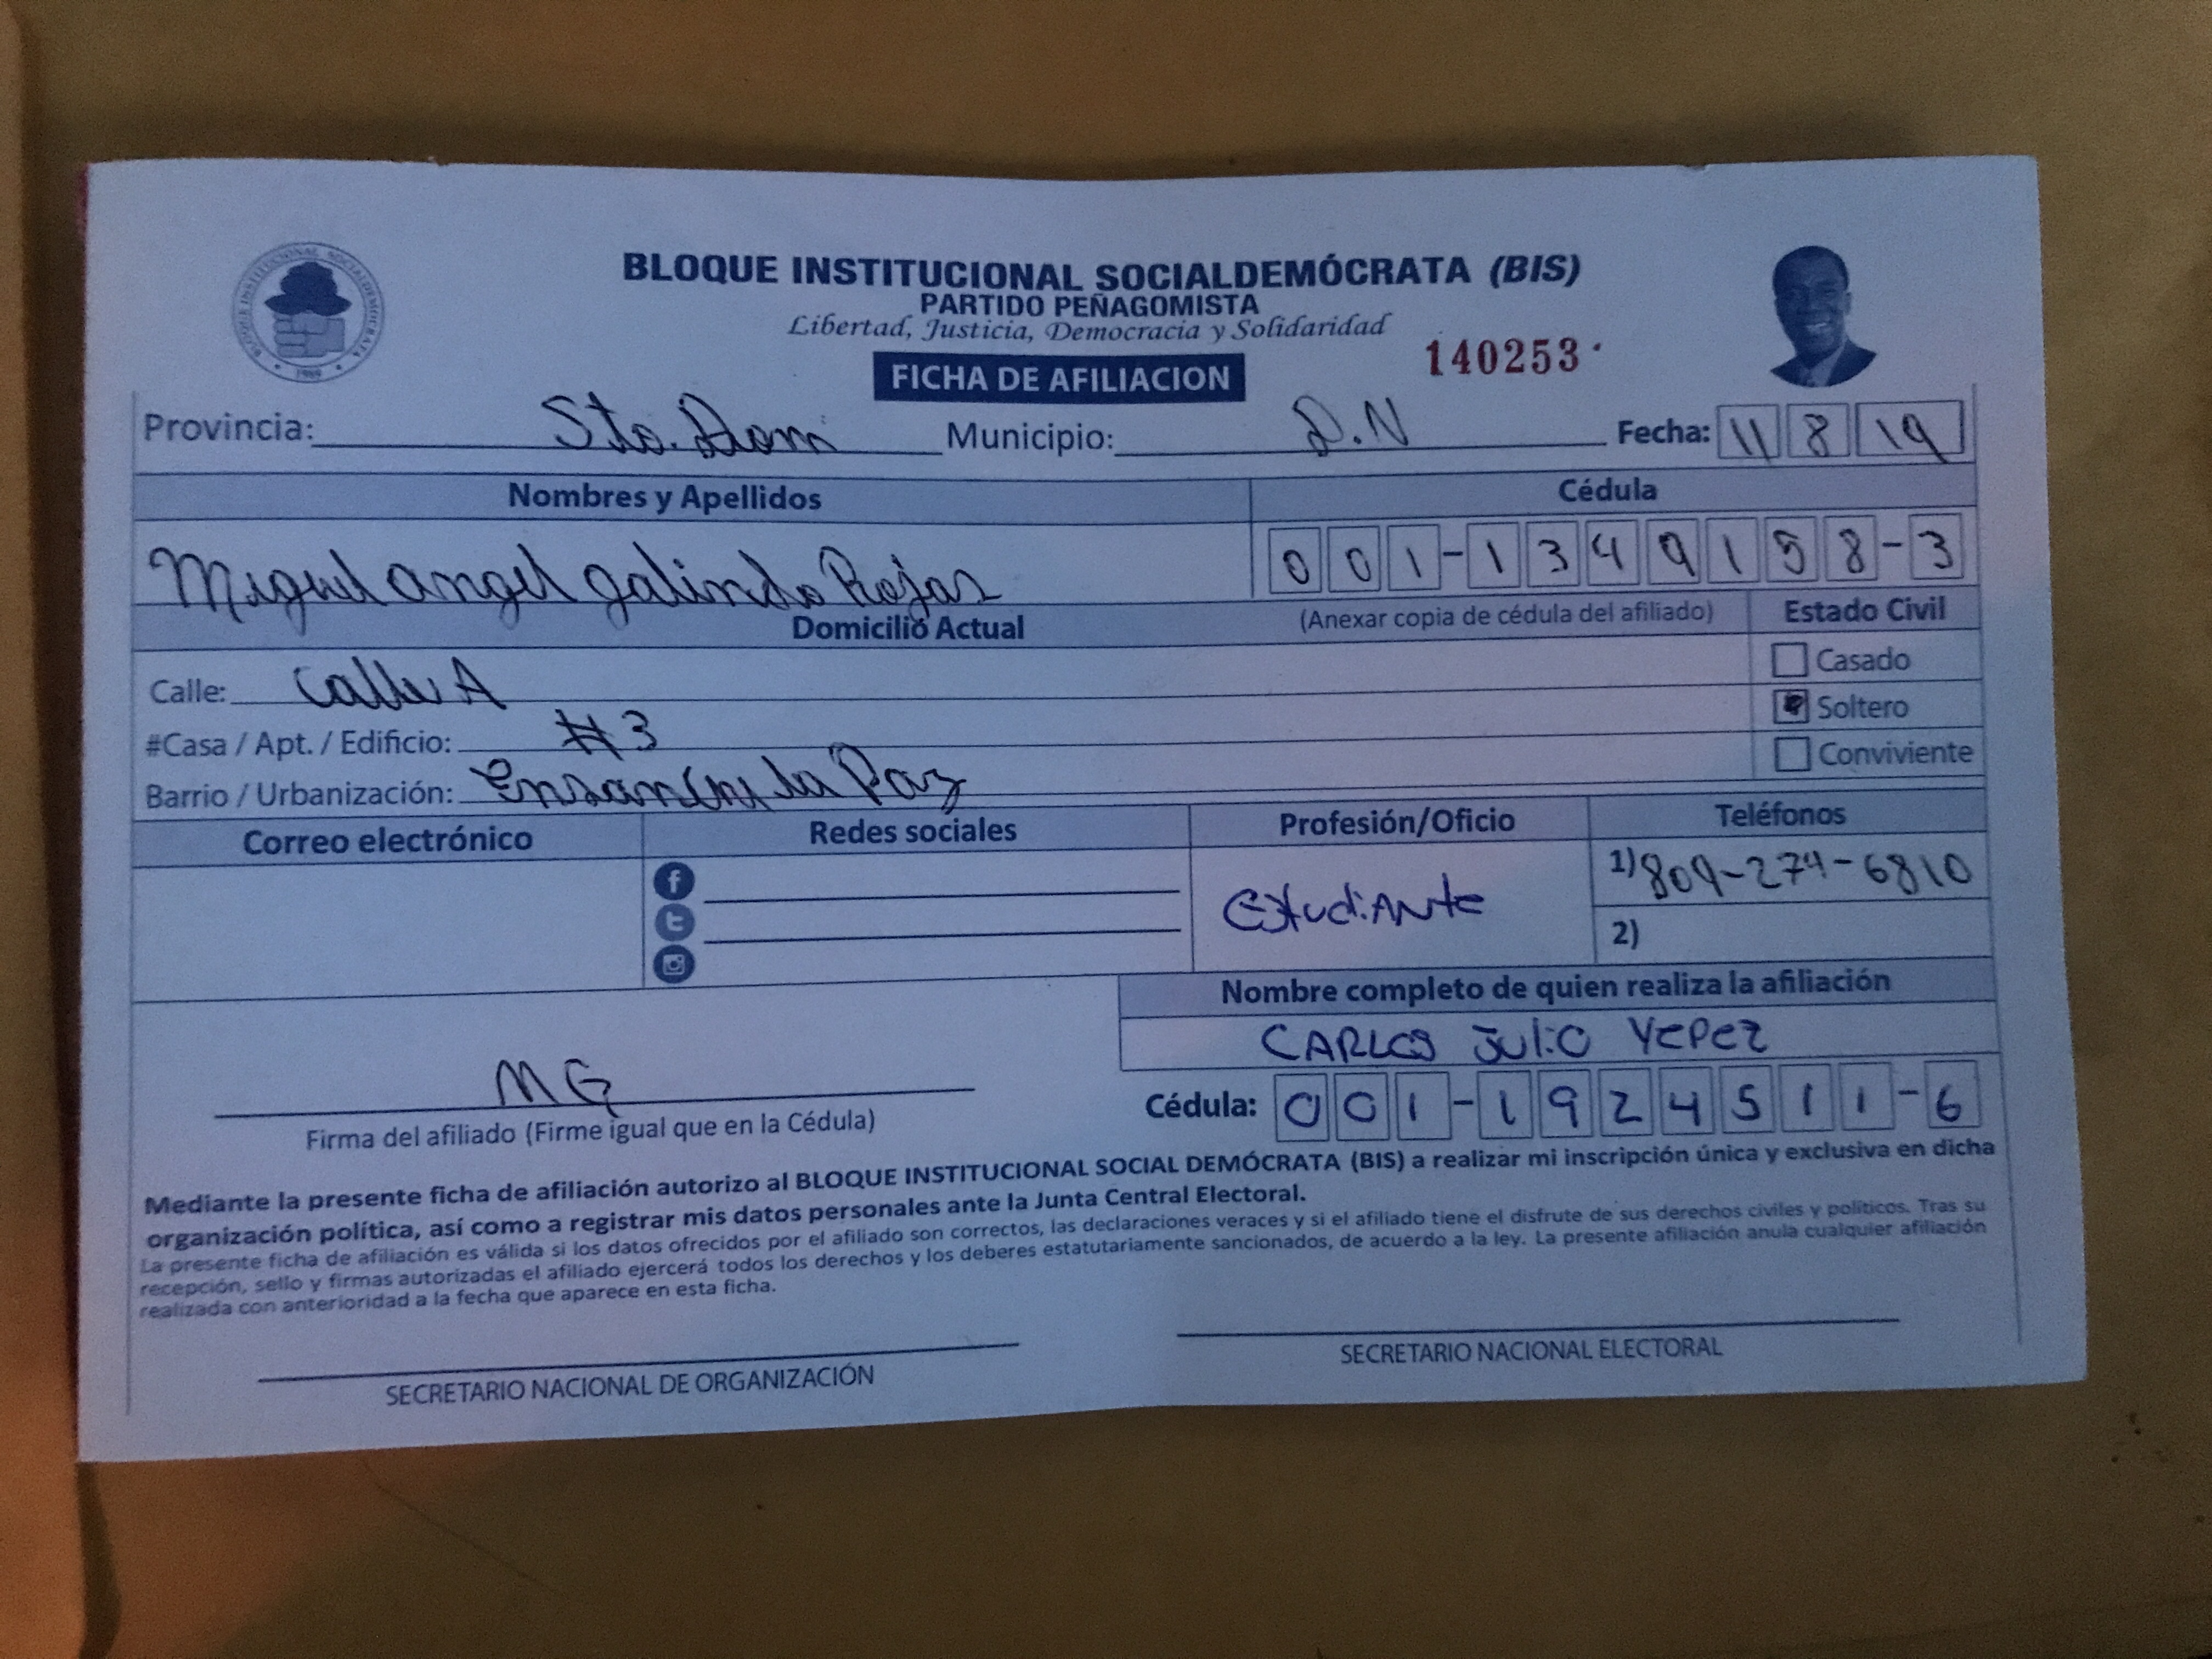 BLOQUE INSTITUCIONAL SOCIALDEMÓCRATA
1989
BLOQUE INSTITUCIONAL SOCIALDEMÓCRATA (BIS)
PARTIDO PEÑAGOMISTA
Libertad, Justicia, Democracia y Solidaridad
140253
FICHA DE AFILIACION
Provincia: Sto. Dom Municipio: D.N Fecha: 11 8 19
Nombres y Apellidos Cédula
Miguel angel galindo Rojas 001-1349158-3
Domicilio Actual (Anexar copia de cédula del afiliado) Estado Civil
Calle: Calle A Casado
#Casa / Apt. / Edificio: #3 Soltero
Barrio / Urbanización: Ensanche la Paz Conviviente
Correo electrónico Redes sociales Profesión/Oficio Teléfonos
1) 809-274-6810
Estudiante
2)
Nombre completo de quien realiza la afiliación
CARLOS Julio YEPEZ
MG
Cédula: 001-1924511-6
Firma del afiliado (Firme igual que en la Cédula)
Mediante la presente ficha de afiliación autorizo al BLOQUE INSTITUCIONAL SOCIAL DEMÓCRATA (BIS) a realizar mi inscripción única y exclusiva en dicha
organización política, así como a registrar mis datos personales ante la Junta Central Electoral.
La presente ficha de afiliación es válida si los datos ofrecidos por el afiliado son correctos, las declaraciones veraces y si el afiliado tiene el disfrute de sus derechos civiles y políticos. Tras su
recepción, sello y firmas autorizadas el afiliado ejercerá todos los derechos y los deberes estatutariamente sancionados, de acuerdo a la ley. La presente afiliación anula cualquier afiliación
realizada con anterioridad a la fecha que aparece en esta ficha.
SECRETARIO NACIONAL DE ORGANIZACIÓN SECRETARIO NACIONAL ELECTORAL